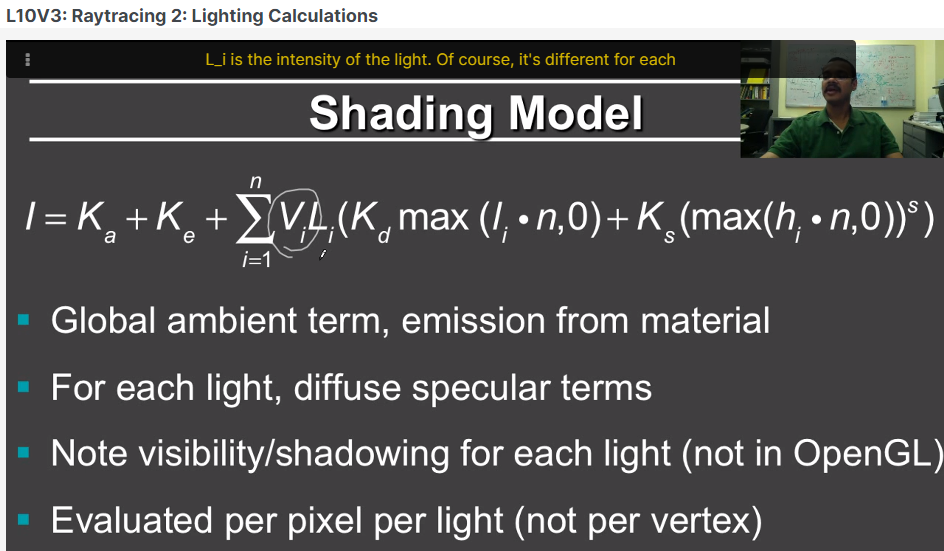 L10V3: Raytracing 2: Lighting Calculations
L_i is the intensity of the light. Of course, it's different for each
Shading Model
I = K_a + K_e + \sum_{i=1}^{n} V_i L_i (K_d max (l_i • n,0) + K_s (max(h_i • n,0))^s )
Global ambient term, emission from material
For each light, diffuse specular terms
Note visibility/shadowing for each light (not in OpenGL)
Evaluated per pixel per light (not per vertex)